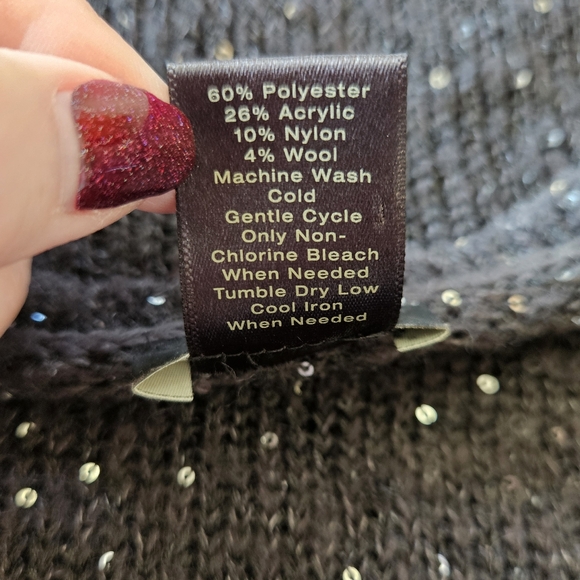 60% Polyester
26% Acrylic
10% Nylon
4% Wool
Machine Wash
Cold
Gentle Cycle
Only Non-
Chlorine Bleach
When Needed
Tumble Dry Low
Cool Iron
When Needed